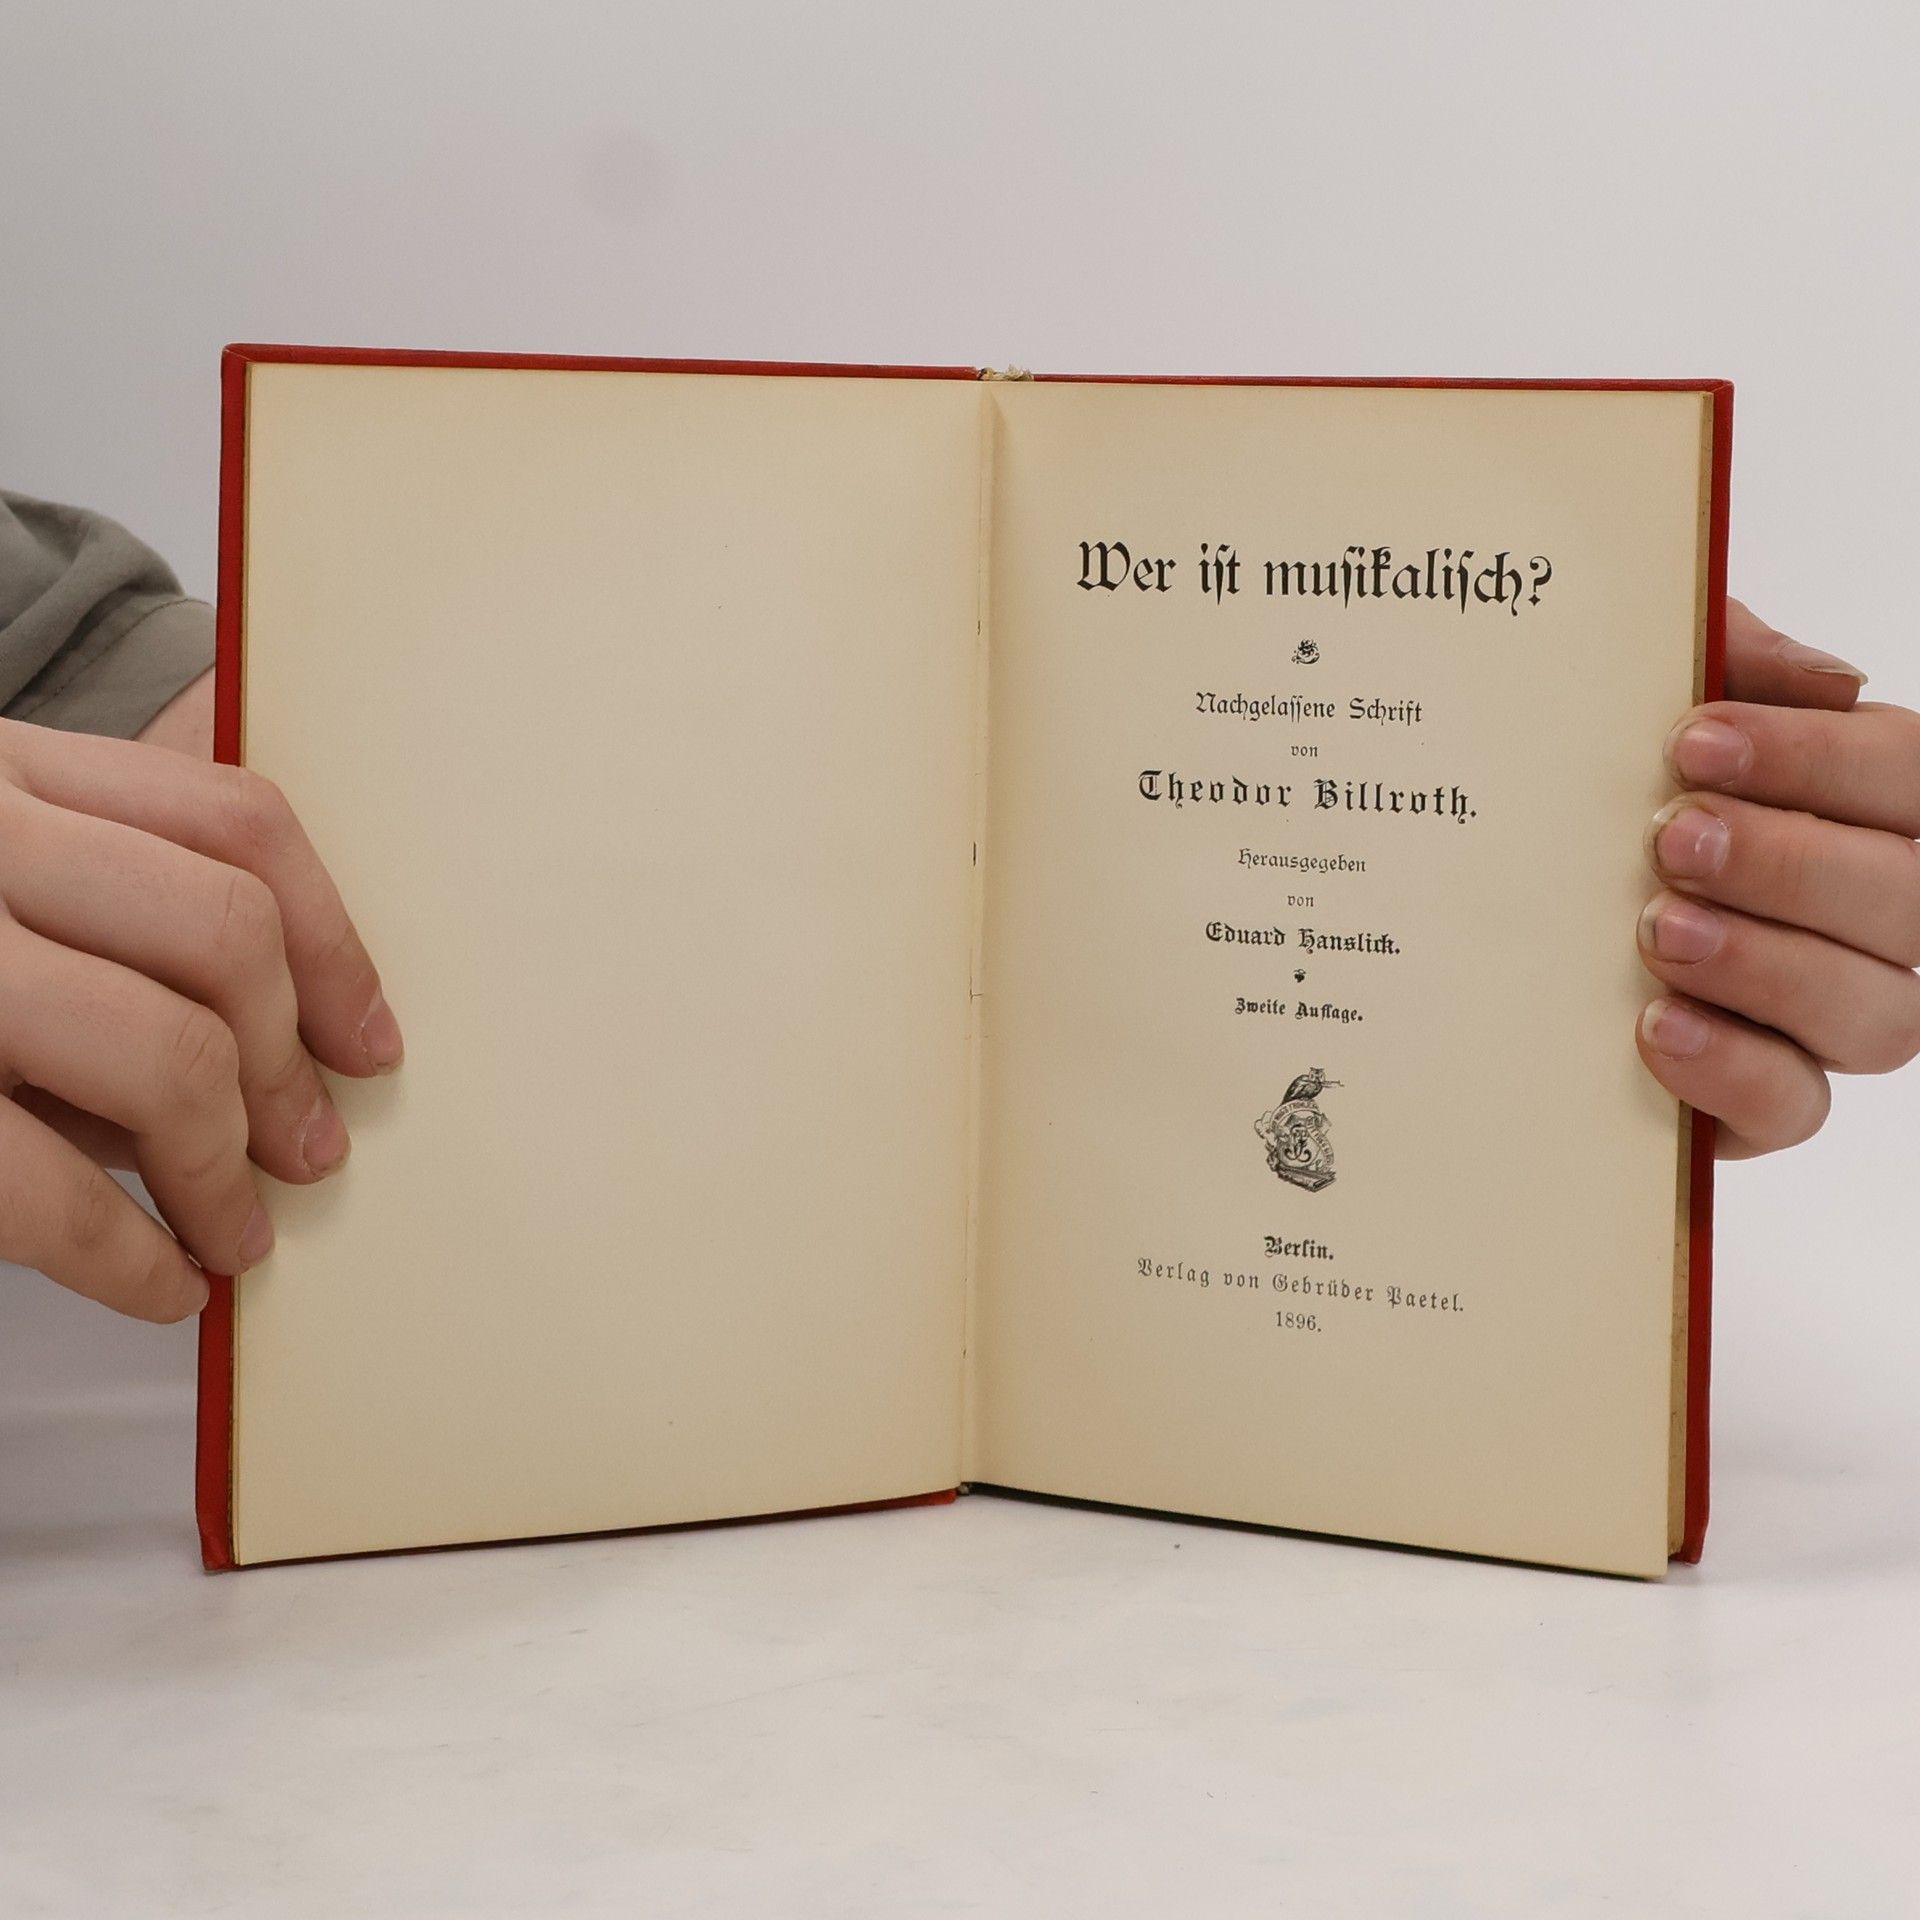 Wer iſt muſikaliſch?
Nachgelaſſene Schrift
von
Theodor Billroth.
Herausgegeben
von
Eduard Hanslick.
Zweite Auflage.
Berlin.
Verlag von Gebrüder Paetel.
1896.